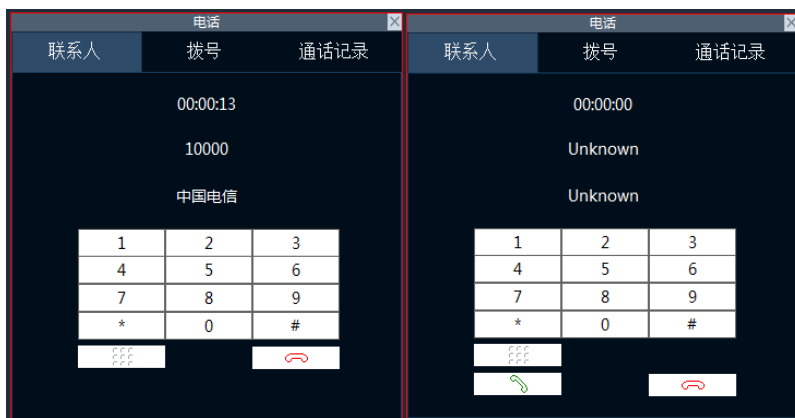 电话
联系人 拨号 通话记录
00:00:13
10000
中国电信
1 2 3
4 5 6
7 8 9
* 0 #
电话
联系人 拨号 通话记录
00:00:00
Unknown
Unknown
1 2 3
4 5 6
7 8 9
* 0 #